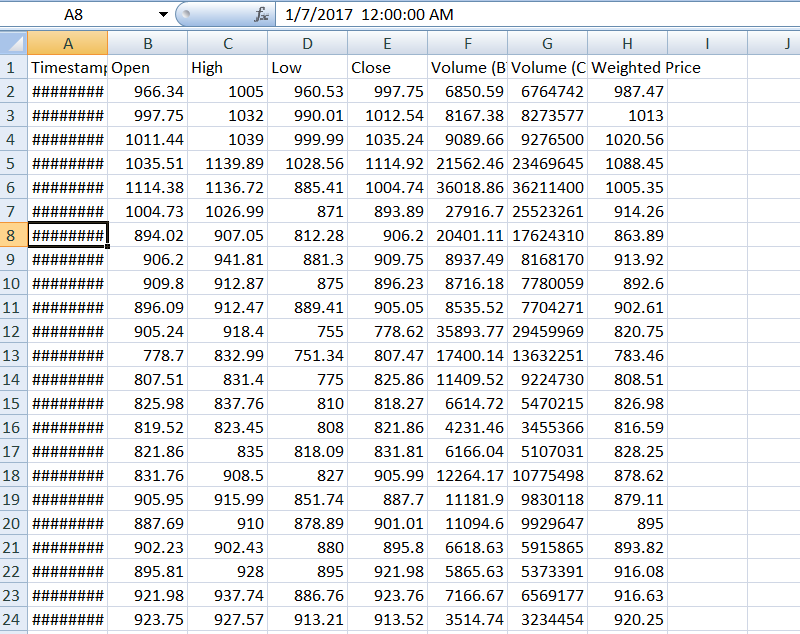 A8 fx 1/7/2017 12:00:00 AM
A B C D E F G H I J
1 Timestamp Open High Low Close Volume (B Volume (C Weighted Price
2 ######## 966.34 1005 960.53 997.75 6850.59 6764742 987.47
3 ######## 997.75 1032 990.01 1012.54 8167.38 8273577 1013
4 ######## 1011.44 1039 999.99 1035.24 9089.66 9276500 1020.56
5 ######## 1035.51 1139.89 1028.56 1114.92 21562.46 23469645 1088.45
6 ######## 1114.38 1136.72 885.41 1004.74 36018.86 36211400 1005.35
7 ######## 1004.73 1026.99 871 893.89 27916.7 25523261 914.26
8 ######## 894.02 907.05 812.28 906.2 20401.11 17624310 863.89
9 ######## 906.2 941.81 881.3 909.75 8937.49 8168170 913.92
10 ######## 909.8 912.87 875 896.23 8716.18 7780059 892.6
11 ######## 896.09 912.47 889.41 905.05 8535.52 7704271 902.61
12 ######## 905.24 918.4 755 778.62 35893.77 29459969 820.75
13 ######## 778.7 832.99 751.34 807.47 17400.14 13632251 783.46
14 ######## 807.51 831.4 775 825.86 11409.52 9224730 808.51
15 ######## 825.98 837.76 810 818.27 6614.72 5470215 826.98
16 ######## 819.52 823.45 808 821.86 4231.46 3455366 816.59
17 ######## 821.86 835 818.09 831.81 6166.04 5107031 828.25
18 ######## 831.76 908.5 827 905.99 12264.17 10775498 878.62
19 ######## 905.95 915.99 851.74 887.7 11181.9 9830118 879.11
20 ######## 887.69 910 878.89 901.01 11094.6 9929647 895
21 ######## 902.23 902.43 880 895.8 6618.63 5915865 893.82
22 ######## 895.81 928 895 921.98 5865.63 5373391 916.08
23 ######## 921.98 937.74 886.76 923.76 7166.67 6569177 916.63
24 ######## 923.75 927.57 913.21 913.52 3514.74 3234454 920.25